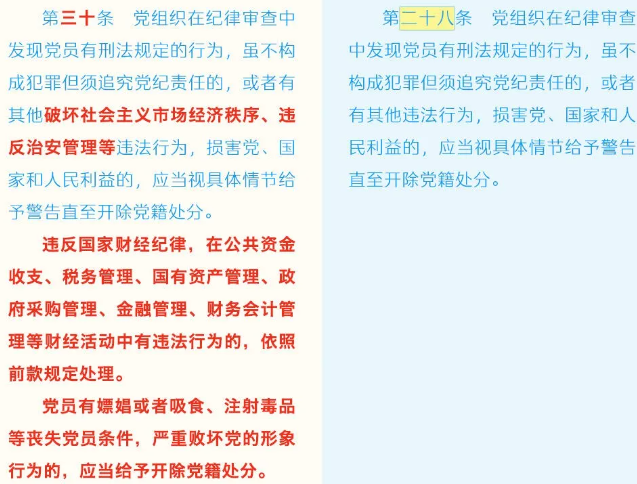 第三十条　党组织在纪律审查中
发现党员有刑法规定的行为，虽不构
成犯罪但须追究党纪责任的，或者有
其他破坏社会主义市场经济秩序、违
反治安管理等违法行为，损害党、国
家和人民利益的，应当视具体情节给
予警告直至开除党籍处分。
违反国家财经纪律，在公共资金
收支、税务管理、国有资产管理、政
府采购管理、金融管理、财务会计管
理等财经活动中有违法行为的，依照
前款规定处理。
党员有嫖娼或者吸食、注射毒品
等丧失党员条件，严重败坏党的形象
行为的，应当给予开除党籍处分。
第二十八条　党组织在纪律审查
中发现党员有刑法规定的行为，虽不
构成犯罪但须追究党纪责任的，或者
有其他违法行为，损害党、国家和人
民利益的，应当视具体情节给予警告
直至开除党籍处分。